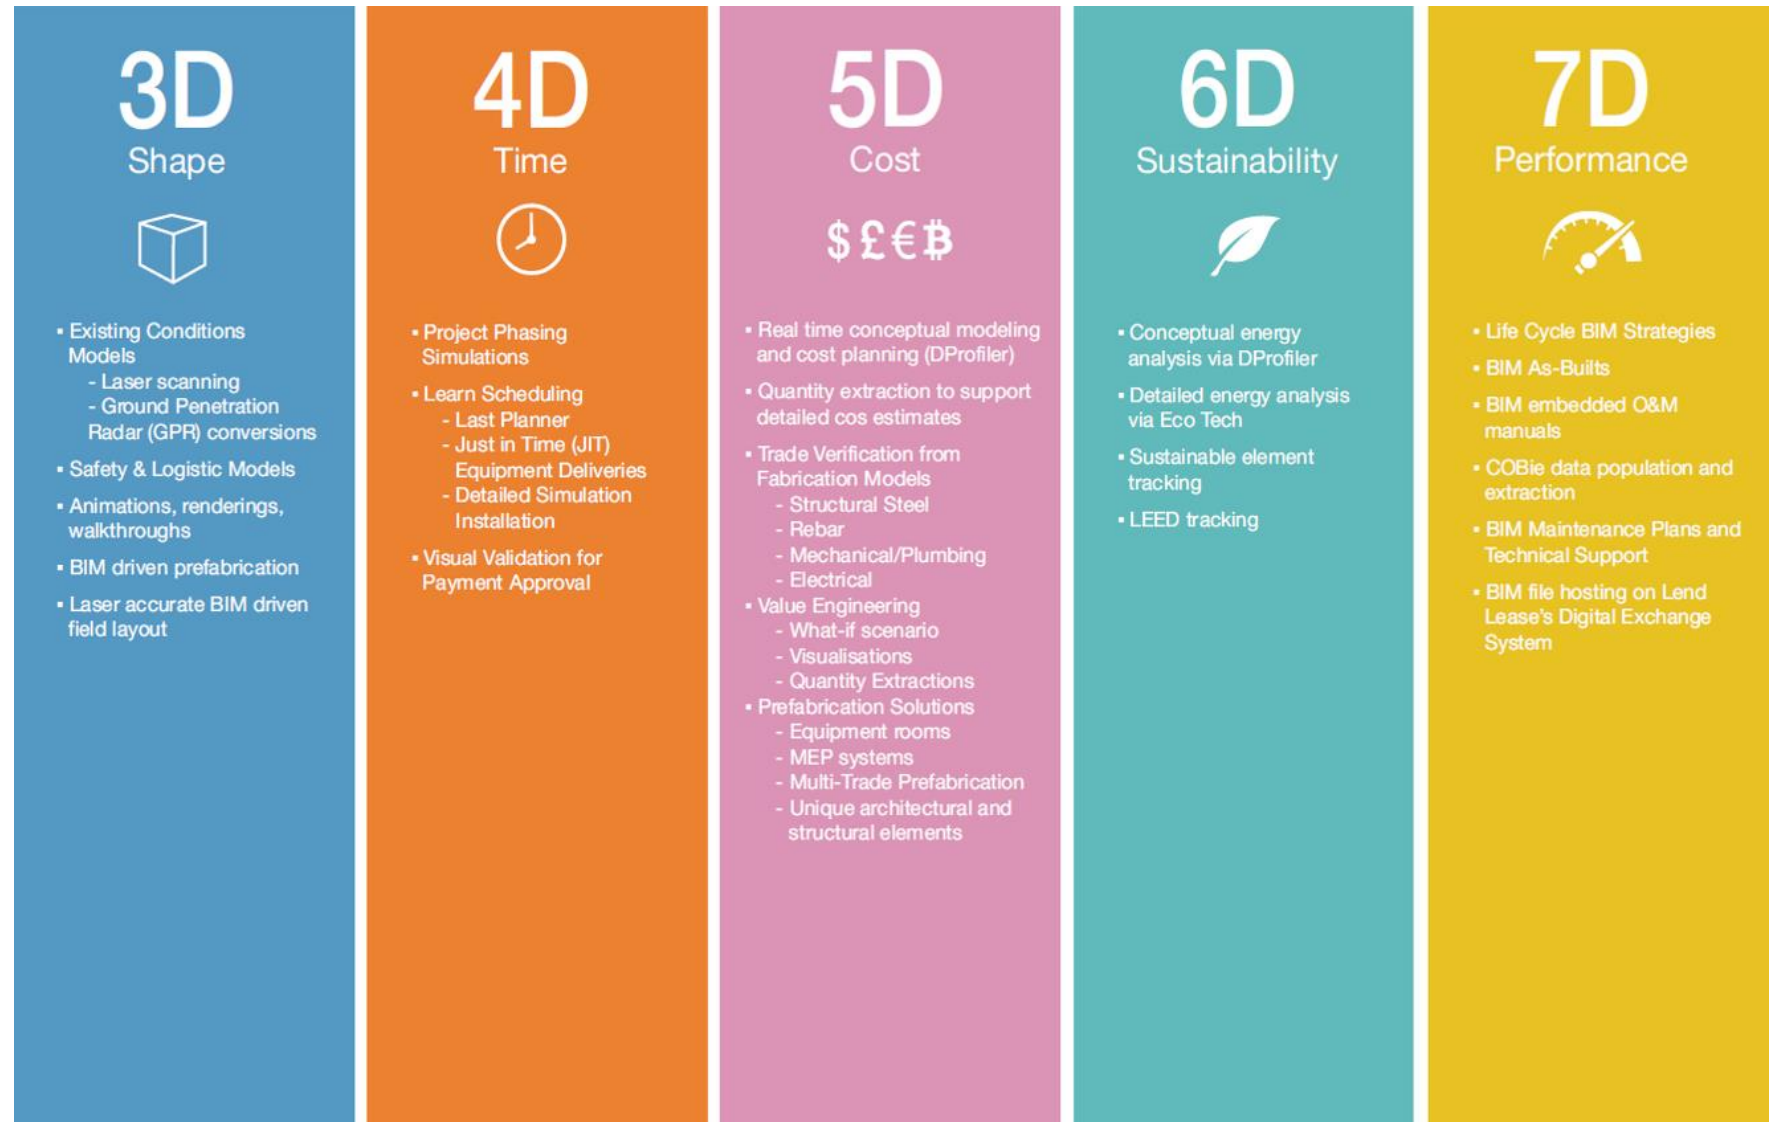 3D
Shape
▪ Existing Conditions
Models
- Laser scanning
- Ground Penetration
Radar (GPR) conversions
▪ Safety & Logistic Models
▪ Animations, renderings,
walkthroughs
▪ BIM driven prefabrication
▪ Laser accurate BIM driven
field layout
4D
Time
▪ Project Phasing
Simulations
▪ Learn Scheduling
- Last Planner
- Just in Time (JIT)
Equipment Deliveries
- Detailed Simulation
Installation
▪ Visual Validation for
Payment Approval
5D
Cost
$ £ € ₿
▪ Real time conceptual modeling
and cost planning (DProfiler)
▪ Quantity extraction to support
detailed cos estimates
▪ Trade Verification from
Fabrication Models
- Structural Steel
- Rebar
- Mechanical/Plumbing
- Electrical
▪ Value Engineering
- What-if scenario
- Visualisations
- Quantity Extractions
▪ Prefabrication Solutions
- Equipment rooms
- MEP systems
- Multi-Trade Prefabrication
- Unique architectural and
structural elements
6D
Sustainability
▪ Conceptual energy
analysis via DProfiler
▪ Detailed energy analysis
via Eco Tech
▪ Sustainable element
tracking
▪ LEED tracking
7D
Performance
▪ Life Cycle BIM Strategies
▪ BIM As-Builts
▪ BIM embedded O&M
manuals
▪ COBie data population and
extraction
▪ BIM Maintenance Plans and
Technical Support
▪ BIM file hosting on Lend
Lease's Digital Exchange
System